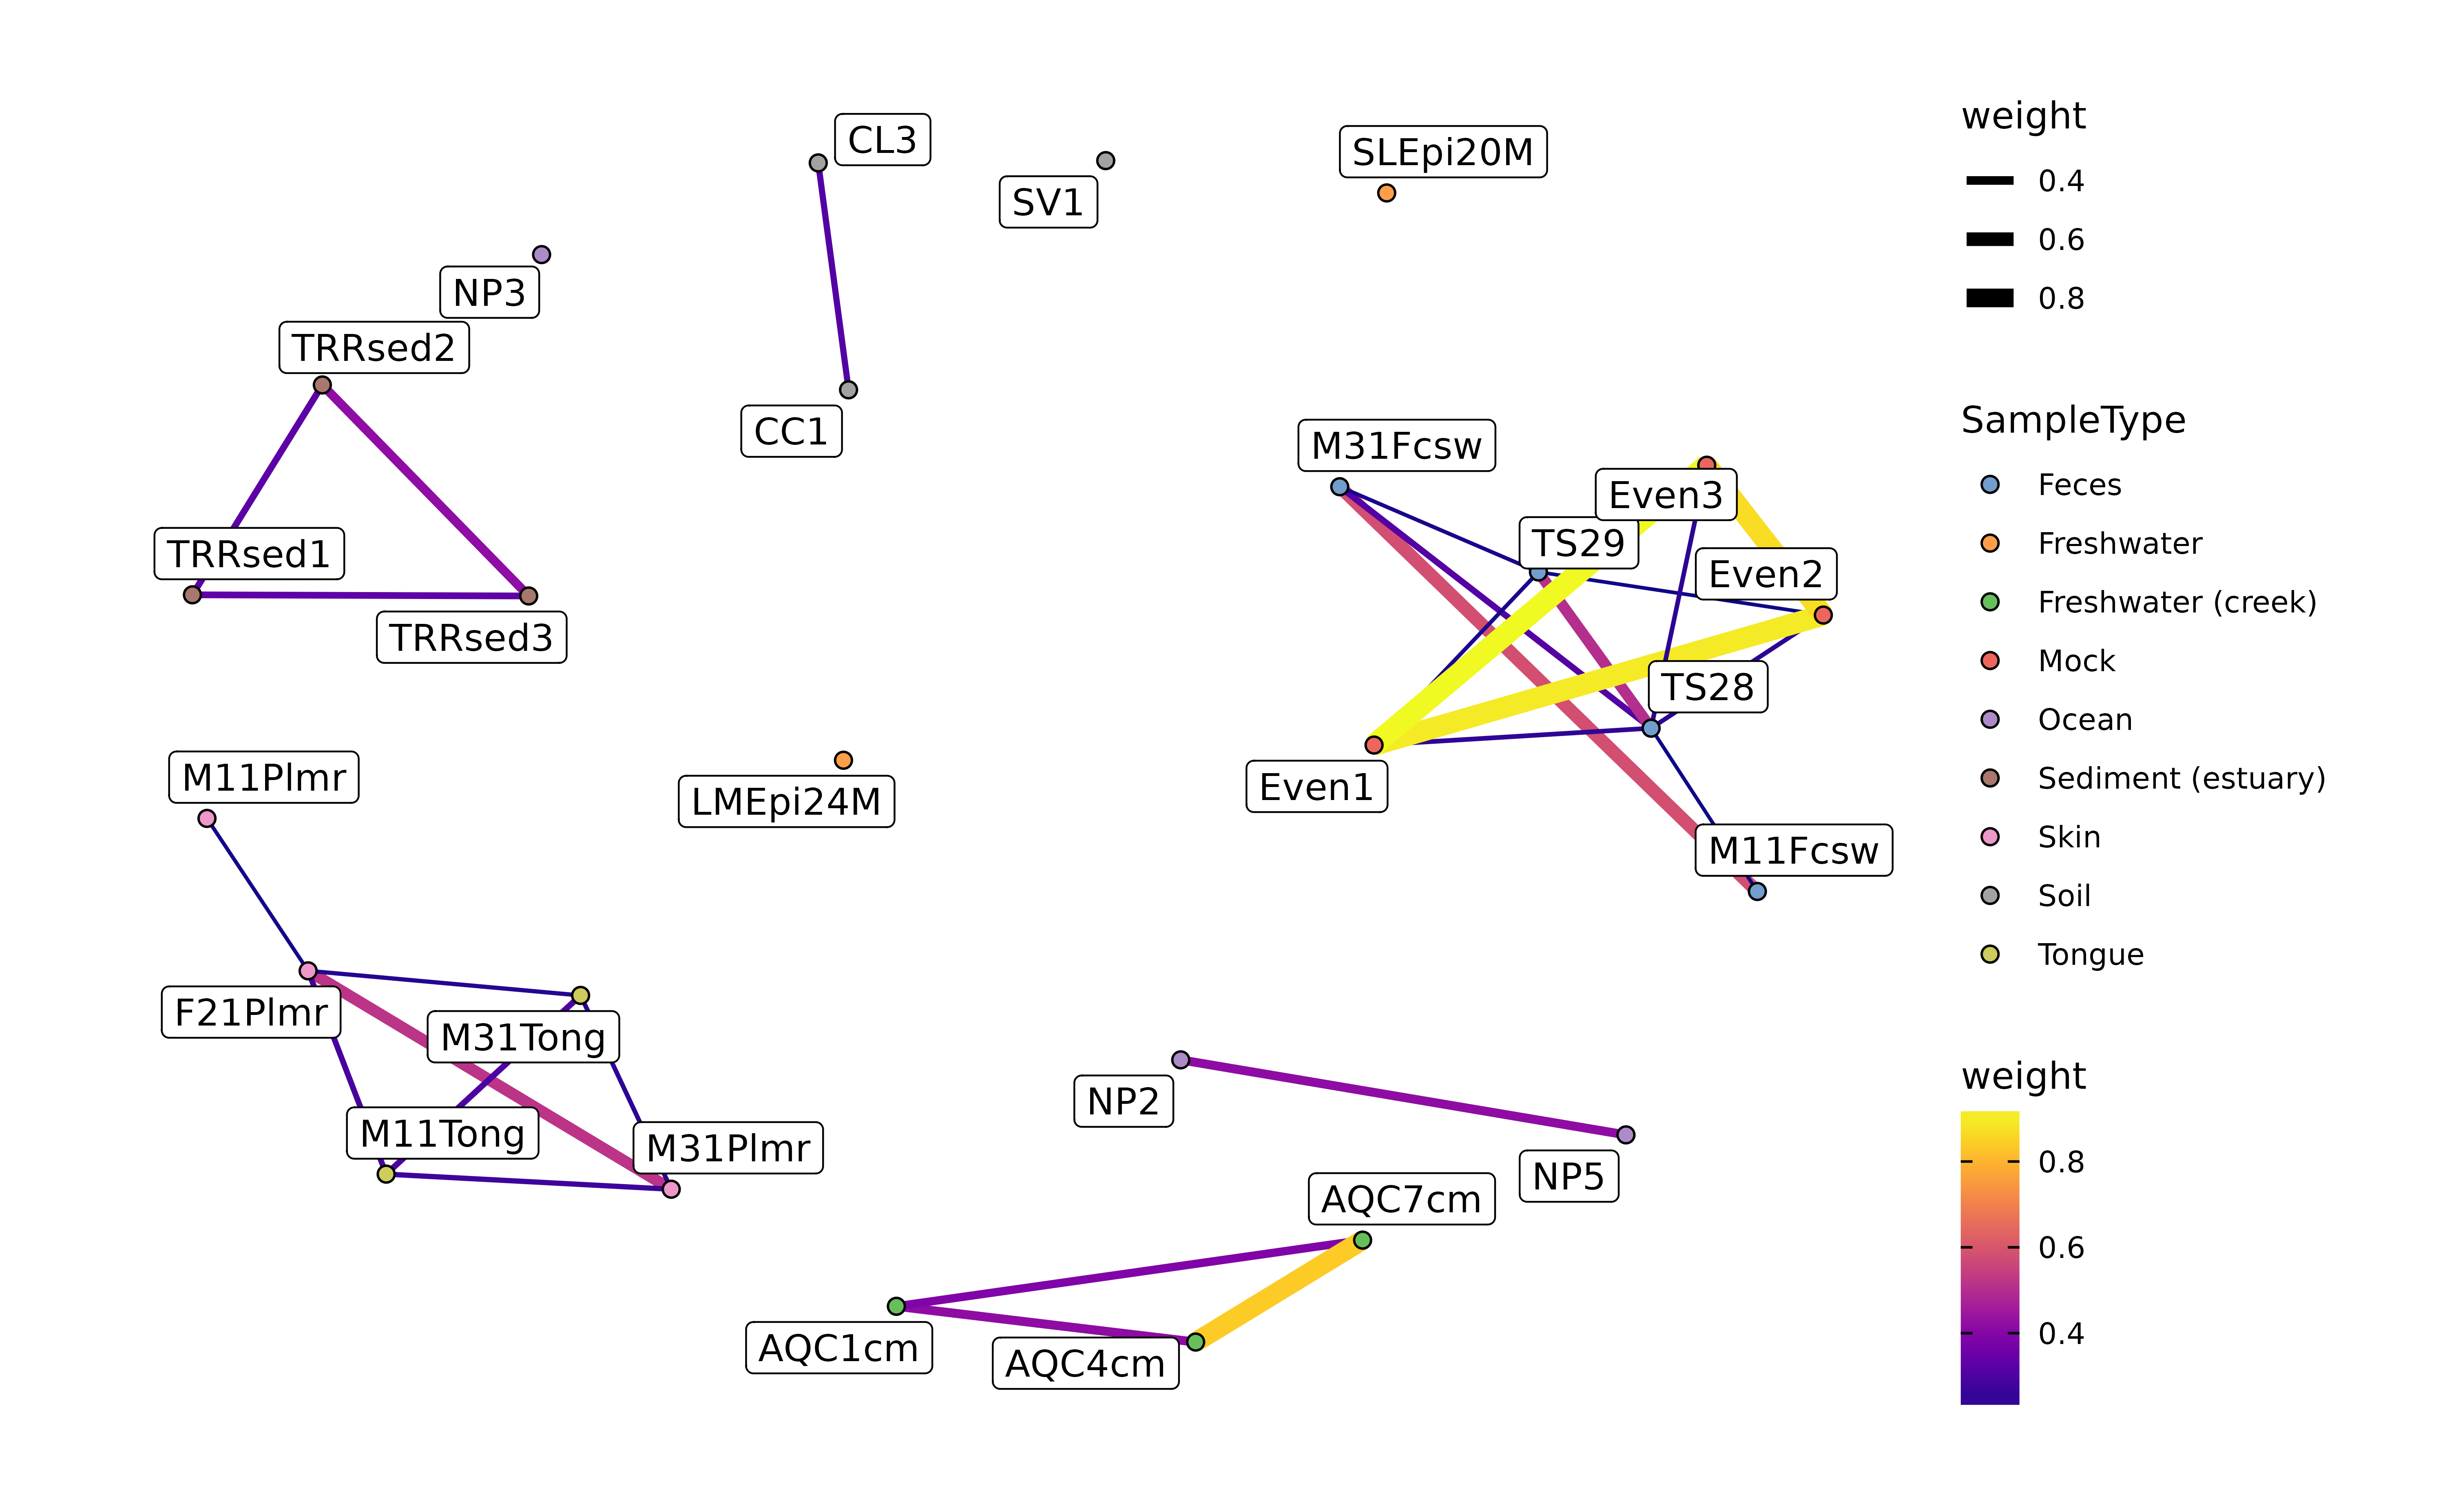 CL3
SV1
SLEpi20M
NP3
TRRsed2
CC1
M31Fcsw
Even3
TS29
TRRsed1
Even2
TRRsed3
TS28
M11Plmr
LMEpi24M
Even1
M11Fcsw
F21Plmr
M31Tong
M11Tong
M31Plmr
NP2
NP5
AQC7cm
AQC1cm
AQC4cm
weight
0.4
0.6
0.8
SampleType
Feces
Freshwater
Freshwater (creek)
Mock
Ocean
Sediment (estuary)
Skin
Soil
Tongue
weight
0.8
0.6
0.4